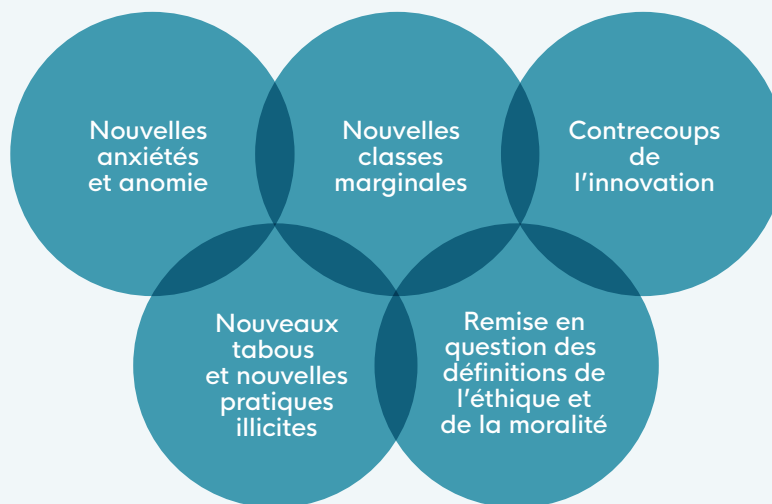 Nouvelles
anxiétés
et anomie
Nouvelles
classes
marginales
Contrecoups
de
l’innovation
Nouveaux
tabous
et nouvelles
pratiques
illicites
Remise en
question des
définitions de
l’éthique et
de la moralité